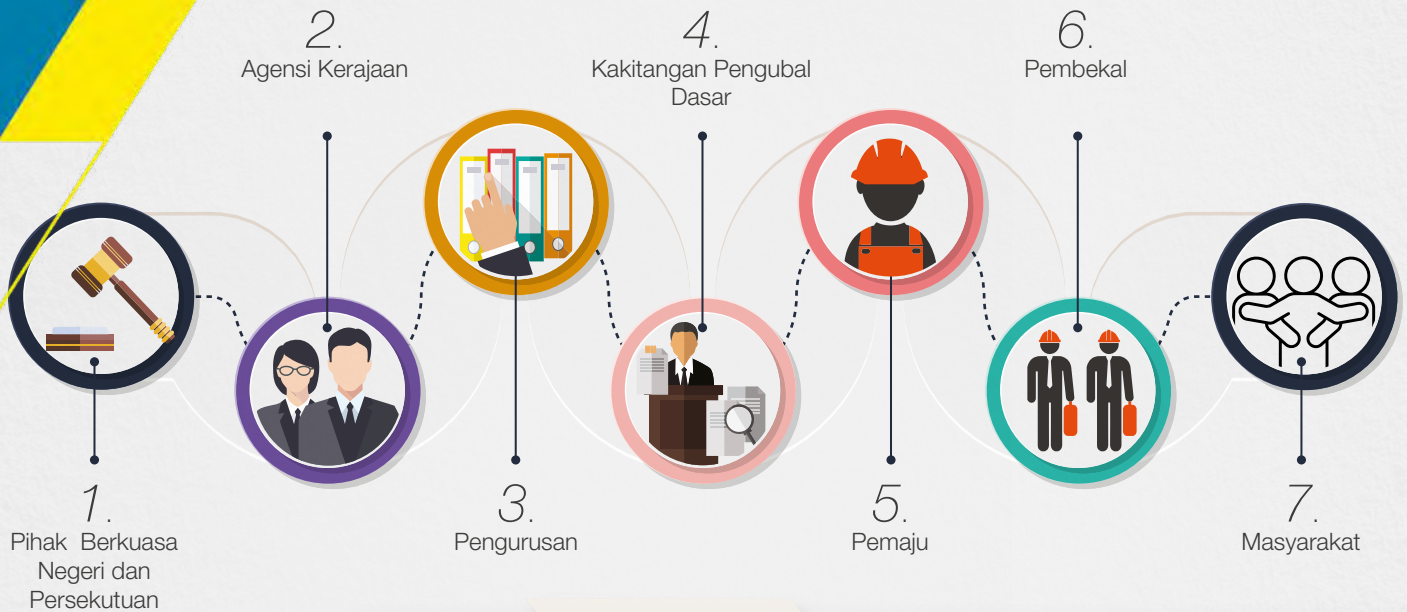 1.
Pihak Berkuasa
Negeri dan
Persekutuan
2.
Agensi Kerajaan
3.
Pengurusan
4.
Kakitangan Pengubal
Dasar
5.
Pemaju
6.
Pembekal
7.
Masyarakat